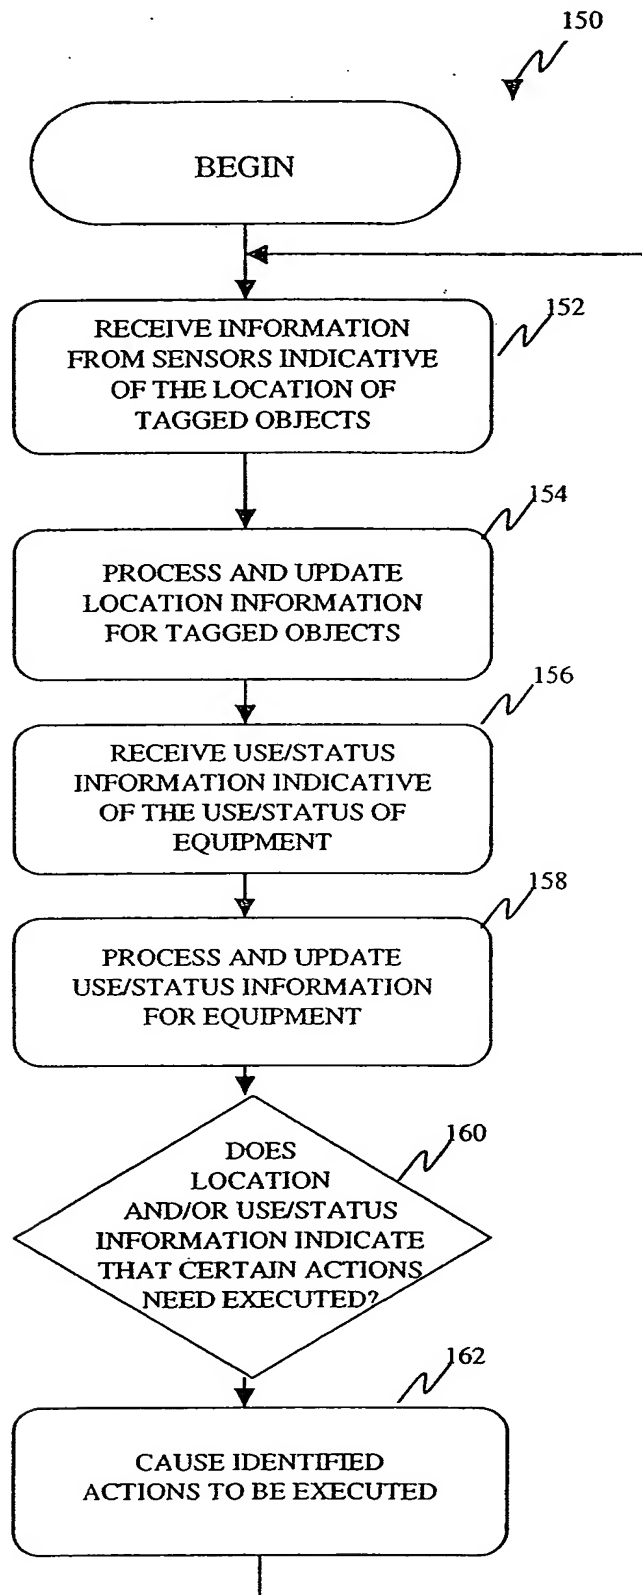 150
BEGIN
152
RECEIVE INFORMATION
FROM SENSORS INDICATIVE
OF THE LOCATION OF
TAGGED OBJECTS
154
PROCESS AND UPDATE
LOCATION INFORMATION
FOR TAGGED OBJECTS
156
RECEIVE USE/STATUS
INFORMATION INDICATIVE
OF THE USE/STATUS OF
EQUIPMENT
158
PROCESS AND UPDATE
USE/STATUS INFORMATION
FOR EQUIPMENT
160
DOES
LOCATION
AND/OR USE/STATUS
INFORMATION INDICATE
THAT CERTAIN ACTIONS
NEED EXECUTED?
162
CAUSE IDENTIFIED
ACTIONS TO BE EXECUTED